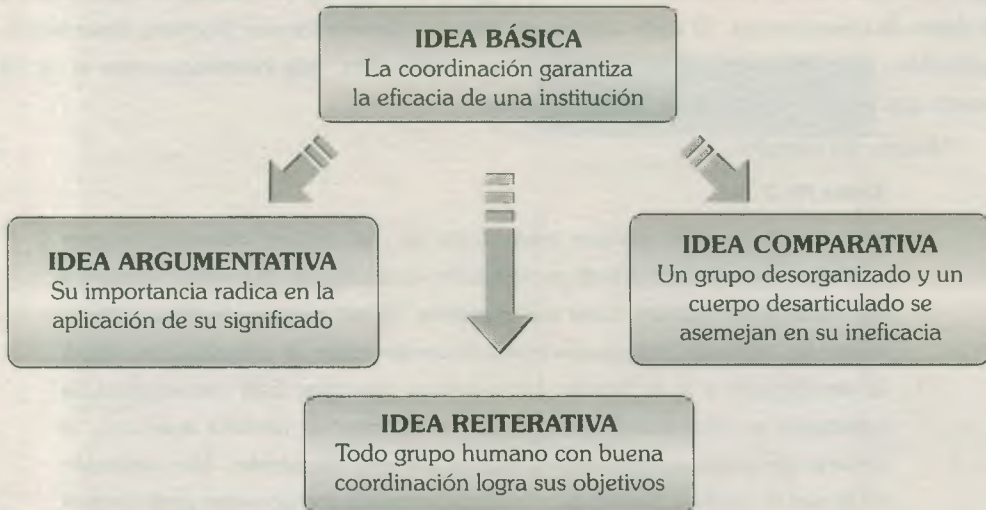 IDEA BÁSICA
La coordinación garantiza
la eficacia de una institución
IDEA ARGUMENTATIVA
Su importancia radica en la
aplicación de su significado
IDEA COMPARATIVA
Un grupo desorganizado y un
cuerpo desarticulado se
asemejan en su ineficacia
IDEA REITERATIVA
Todo grupo humano con buena
coordinación logra sus objetivos